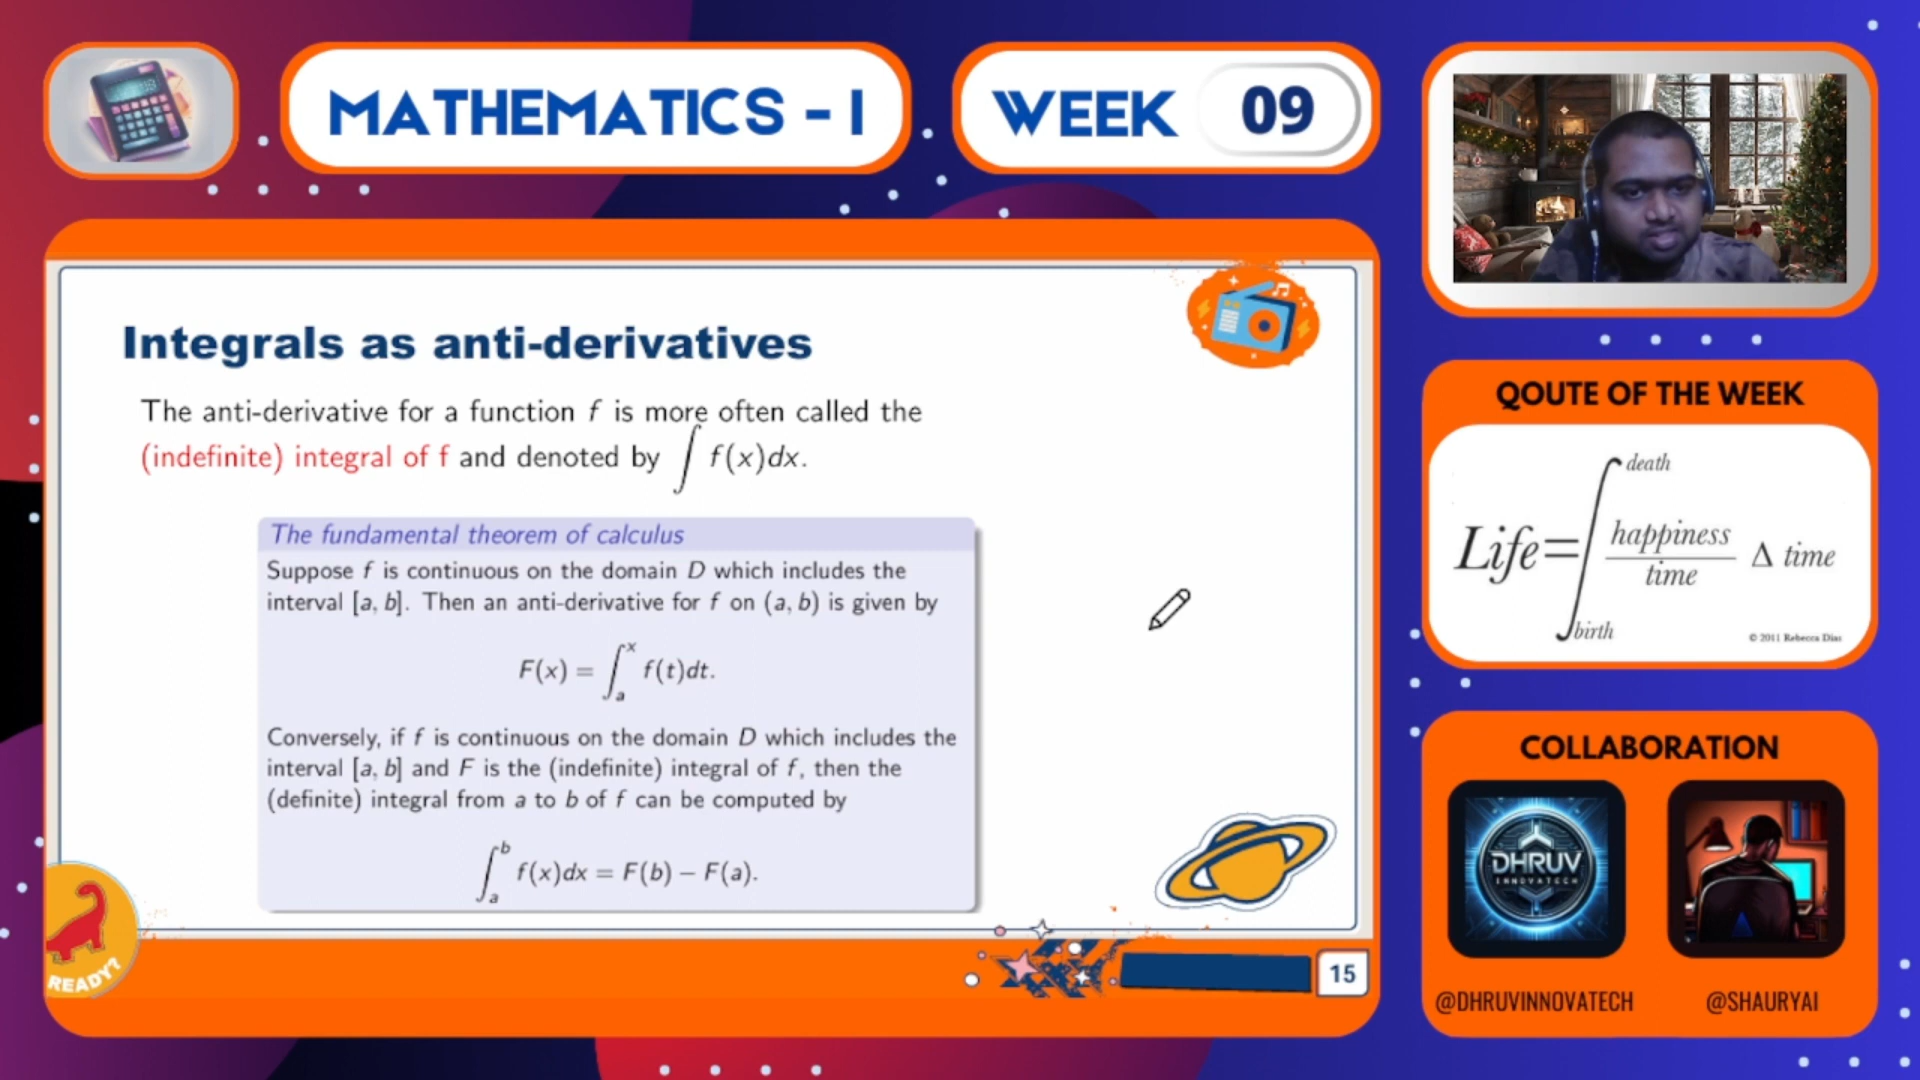 MATHEMATICS - I
WEEK 09
Integrals as anti-derivatives
The anti-derivative for a function f is more often called the
(indefinite) integral of f and denoted by ∫ f(x)dx.
The fundamental theorem of calculus
Suppose f is continuous on the domain D which includes the
interval [a, b]. Then an anti-derivative for f on (a, b) is given by
F(x) = ∫_a^x f(t)dt.
Conversely, if f is continuous on the domain D which includes the
interval [a, b] and F is the (indefinite) integral of f, then the
(definite) integral from a to b of f can be computed by
∫_a^b f(x)dx = F(b) − F(a).
READY?
15
QOUTE OF THE WEEK
Life = ∫_birth^death happiness/time Δ time
© 2011 Rebecca Dias
COLLABORATION
DHRUV
INNOVATECH
@DHRUVINNOVATECH
@SHAURYAI